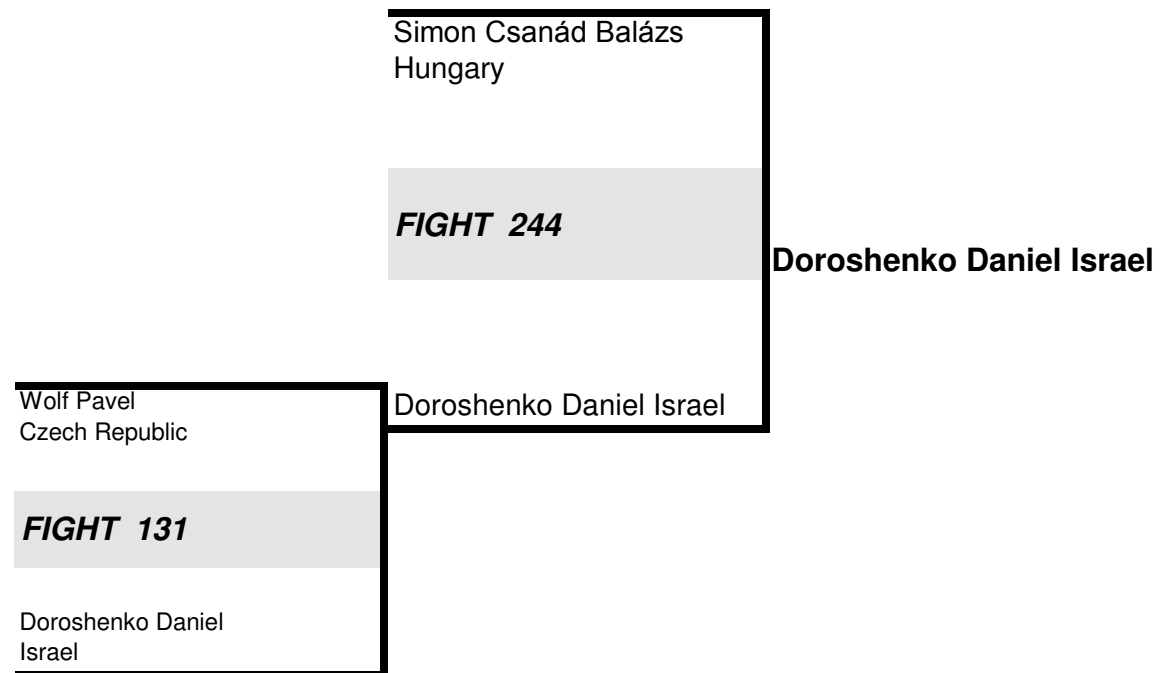 Simon Csanád Balázs
Hungary
FIGHT 244
Doroshenko Daniel Israel
Doroshenko Daniel Israel
Wolf Pavel
Czech Republic
FIGHT 131
Doroshenko Daniel
Israel